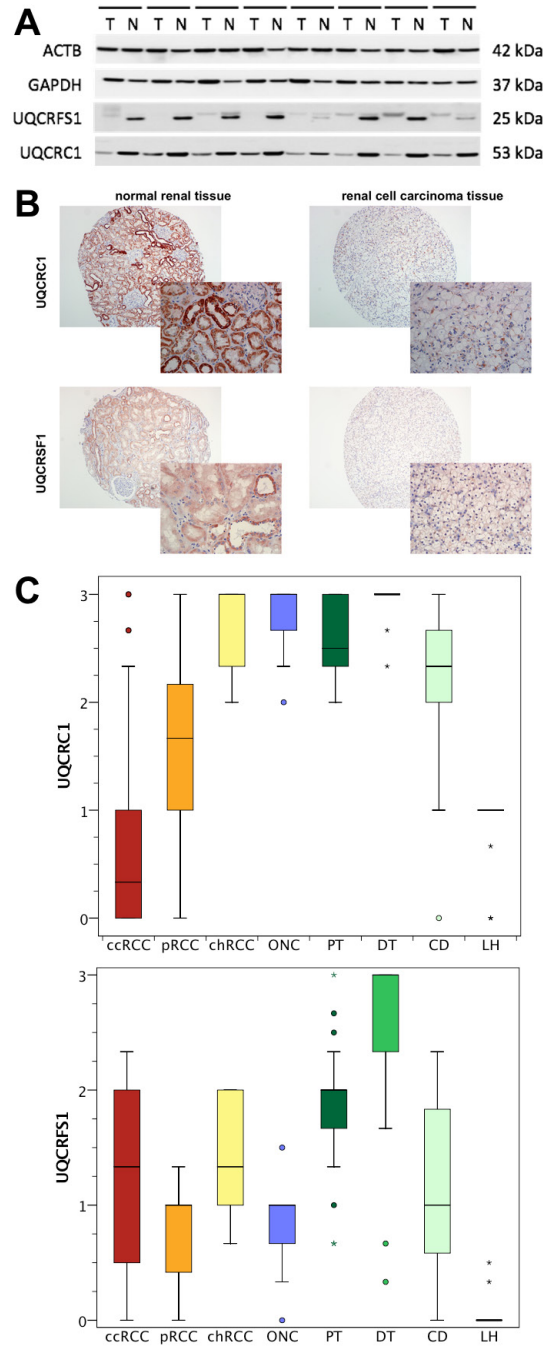 A
T N T N T N T N T N T N T N T N
ACTB 42 kDa
GAPDH 37 kDa
UQCRFS1 25 kDa
UQCRC1 53 kDa
B
normal renal tissue renal cell carcinoma tissue
UQCRC1
UQCRSF1
C
UQCRC1
3
2
1
0
ccRCC pRCC chRCC ONC PT DT CD LH
UQCRFS1
3
2
1
0
ccRCC pRCC chRCC ONC PT DT CD LH